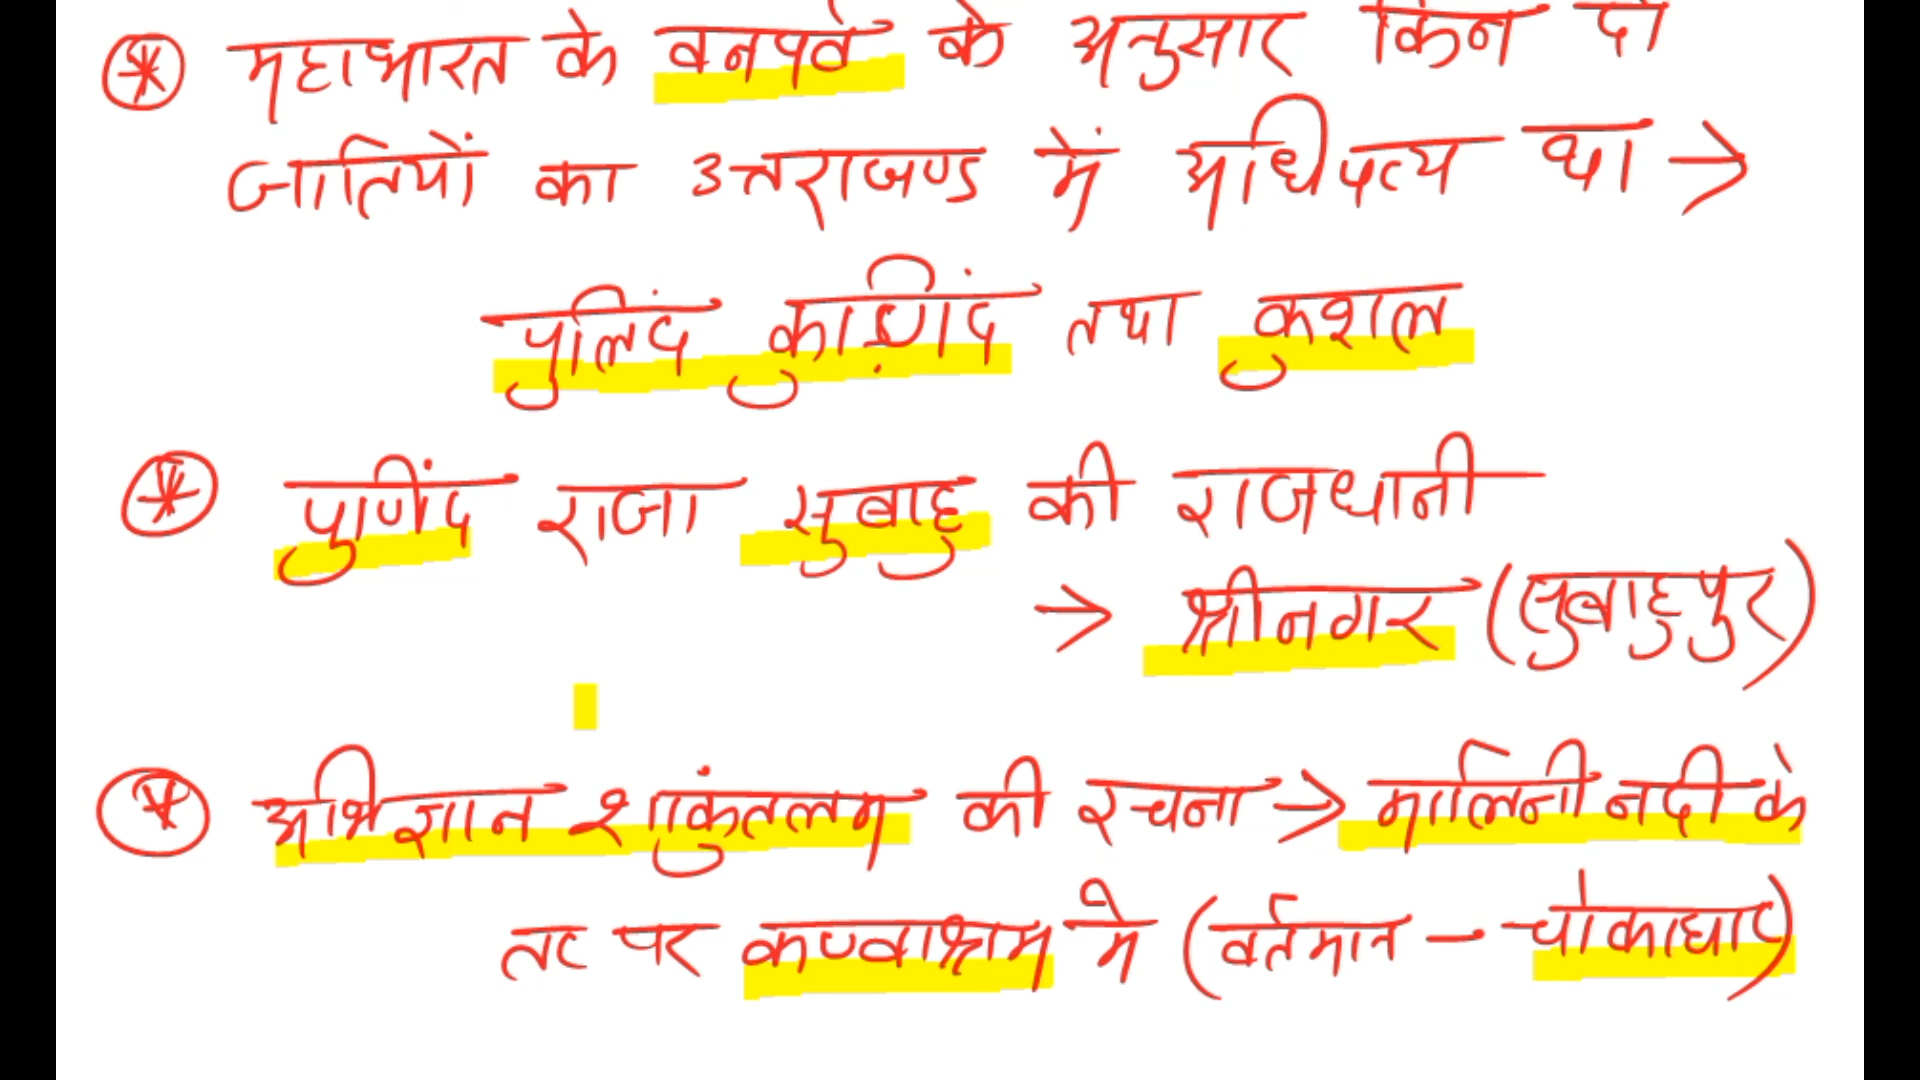 महाभारत के वनपर्व के अनुसार किन दो
जातियों का उत्तराखण्ड में अधिपत्य था →
पुलिंद कुणिंद तथा कुशल
पुणींद राजा सुबाहु की राजधानी
→ श्रीनगर (सुबाहुपुर)
अभिज्ञान शाकुंतलम की रचना → मालिनी नदी के
तट पर कण्वाश्रम मे (वर्तमान - चौकाघाट)